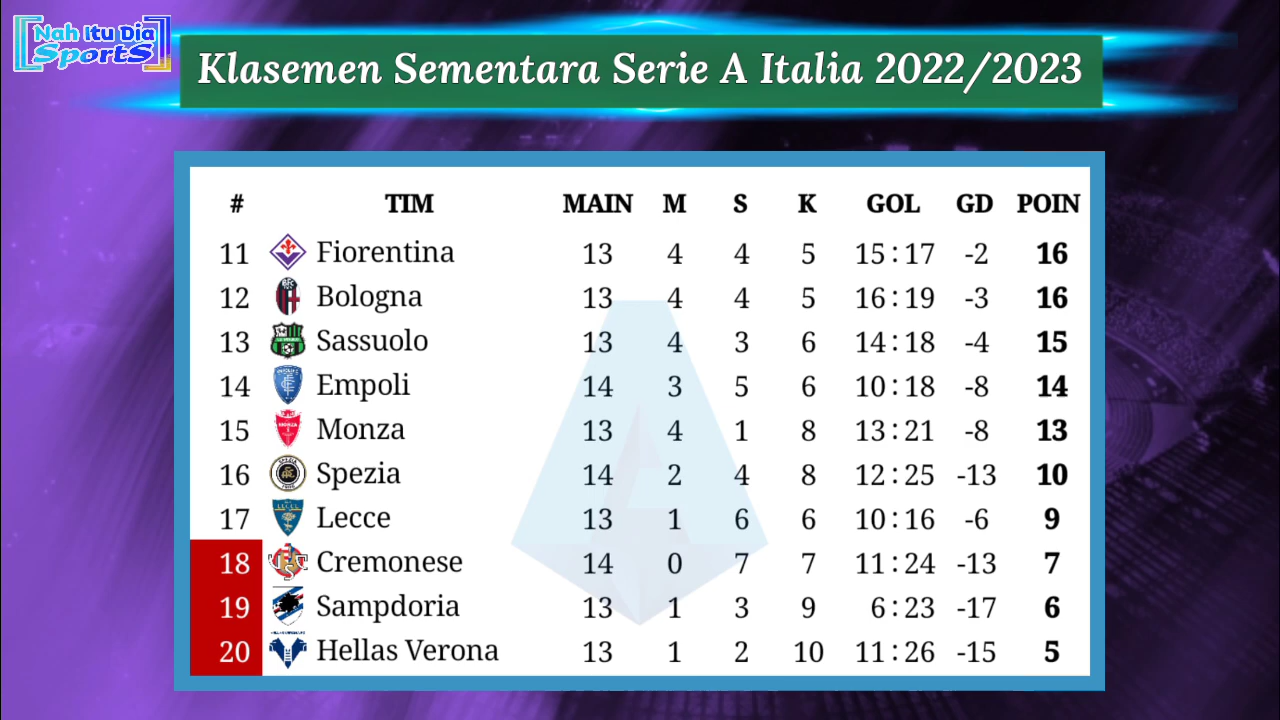 Nah Itu Dia
Sports
Klasemen Sementara Serie A Italia 2022/2023
# TIM MAIN M S K GOL GD POIN
11 Fiorentina 13 4 4 5 15:17 -2 16
12 Bologna 13 4 4 5 16:19 -3 16
13 Sassuolo 13 4 3 6 14:18 -4 15
14 Empoli 14 3 5 6 10:18 -8 14
15 Monza 13 4 1 8 13:21 -8 13
16 Spezia 14 2 4 8 12:25 -13 10
17 Lecce 13 1 6 6 10:16 -6 9
18 Cremonese 14 0 7 7 11:24 -13 7
19 Sampdoria 13 1 3 9 6:23 -17 6
20 Hellas Verona 13 1 2 10 11:26 -15 5